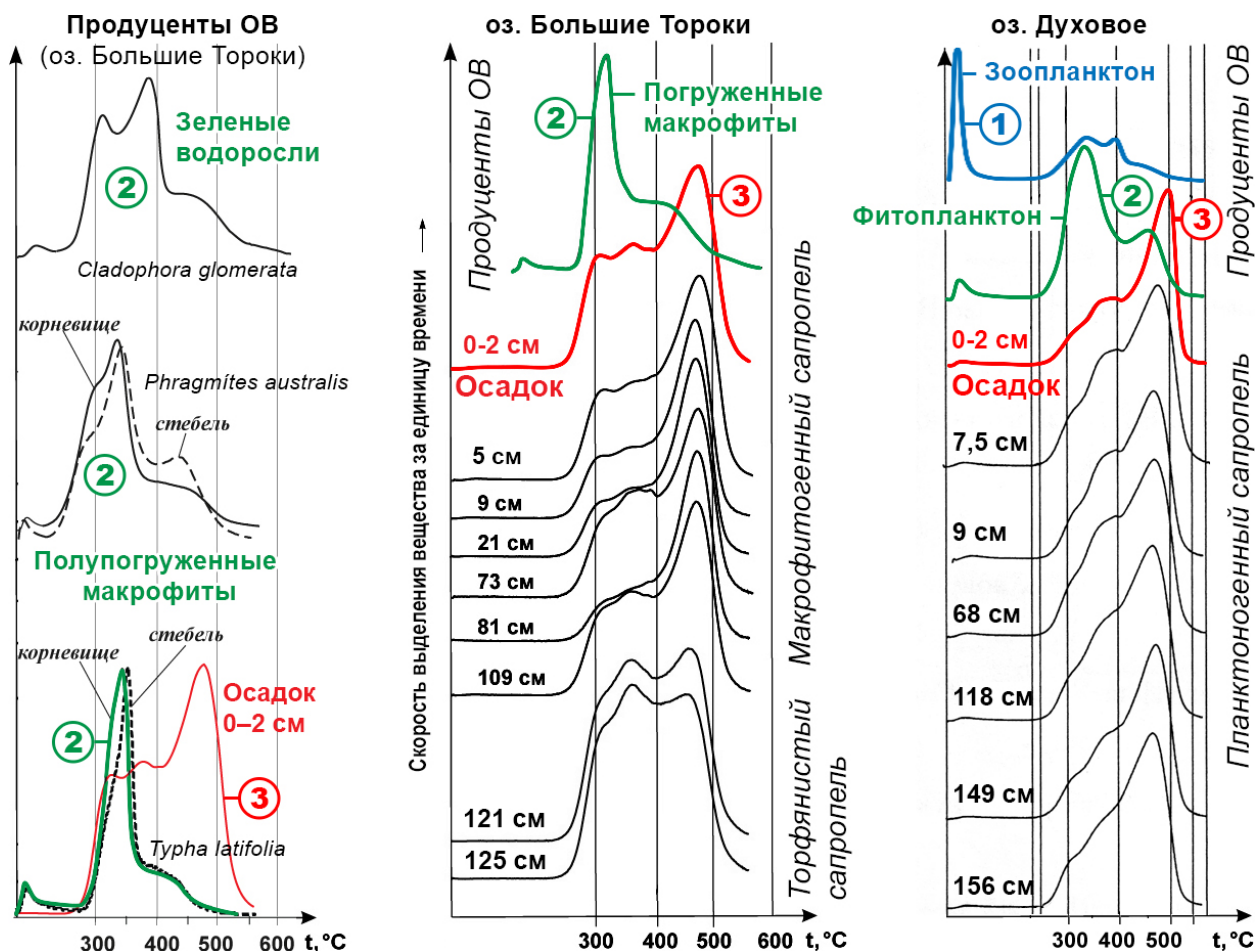 Продуценты ОВ
(оз. Большие Тороки)
Зеленые
водоросли
2
Cladophora glomerata
корневище
Phragmítes australis
стебель
2
Полупогруженные
макрофиты
стебель
корневище
Осадок
0–2 см
2
3
Typha latifolia
300
400
500
600
t, ºC
оз. Большие Тороки
Скорость выделения вещества за единицу времени
Продуценты ОВ
2
Погруженные
макрофиты
3
0-2 см
Осадок
5 см
9 см
21 см
73 см
81 см
109 см
121 см
125 см
Макрофитогенный сапропель
Торфянистый
сапропель
300
400
500
600
t, ºC
оз. Духовое
Зоопланктон
1
Продуценты ОВ
2
Фитопланктон
3
0-2 см
Осадок
7,5 см
9 см
68 см
118 см
149 см
156 см
Планктоногенный сапропель
300
400
500
t, ºC